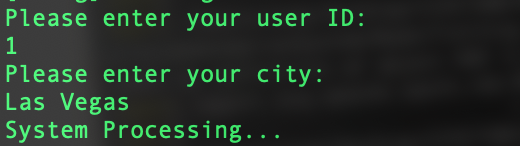 Please enter your user ID:
1
Please enter your city:
Las Vegas
System Processing...